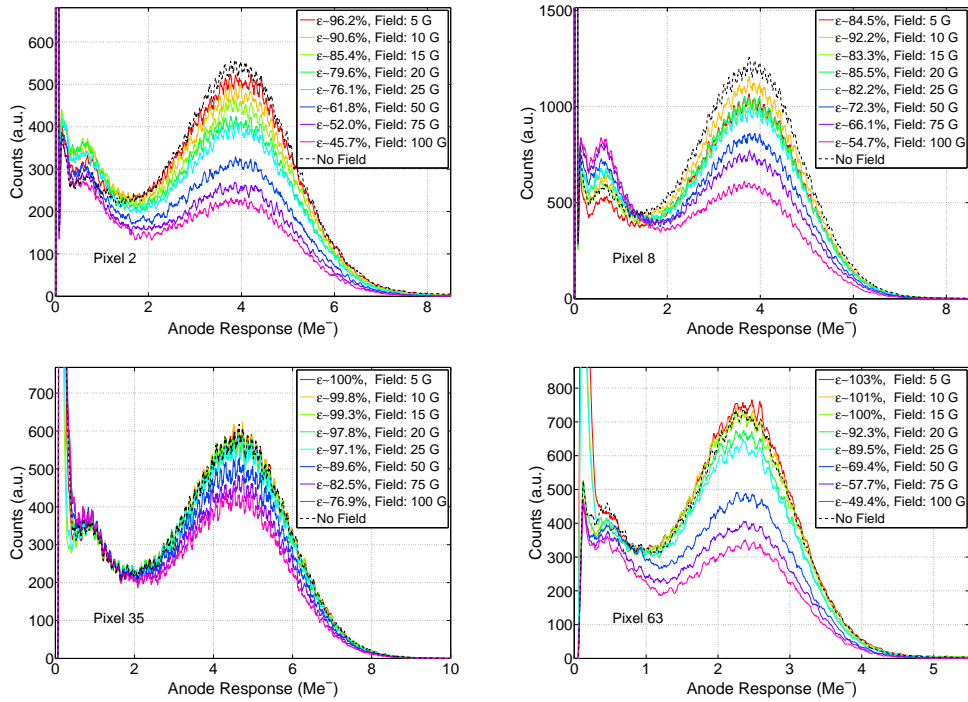 ε~96.2%, Field: 5 G
ε~90.6%, Field: 10 G
ε~85.4%, Field: 15 G
ε~79.6%, Field: 20 G
ε~76.1%, Field: 25 G
ε~61.8%, Field: 50 G
ε~52.0%, Field: 75 G
ε~45.7%, Field: 100 G
No Field
Counts (a.u.)
600
500
400
300
200
100
0
Pixel 2
0 2 4 6 8
Anode Response (Me⁻)
ε~84.5%, Field: 5 G
ε~92.2%, Field: 10 G
ε~83.3%, Field: 15 G
ε~85.5%, Field: 20 G
ε~82.2%, Field: 25 G
ε~72.3%, Field: 50 G
ε~66.1%, Field: 75 G
ε~54.7%, Field: 100 G
No Field
Counts (a.u.)
1500
1000
500
0
Pixel 8
0 2 4 6 8
Anode Response (Me⁻)
ε~100%, Field: 5 G
ε~99.8%, Field: 10 G
ε~99.3%, Field: 15 G
ε~97.8%, Field: 20 G
ε~97.1%, Field: 25 G
ε~89.6%, Field: 50 G
ε~82.5%, Field: 75 G
ε~76.9%, Field: 100 G
No Field
Counts (a.u.)
700
600
500
400
300
200
100
0
Pixel 35
0 2 4 6 8 10
Anode Response (Me⁻)
ε~103%, Field: 5 G
ε~101%, Field: 10 G
ε~100%, Field: 15 G
ε~92.3%, Field: 20 G
ε~89.5%, Field: 25 G
ε~69.4%, Field: 50 G
ε~57.7%, Field: 75 G
ε~49.4%, Field: 100 G
No Field
Counts (a.u.)
800
700
600
500
400
300
200
100
0
Pixel 63
0 1 2 3 4 5
Anode Response (Me⁻)